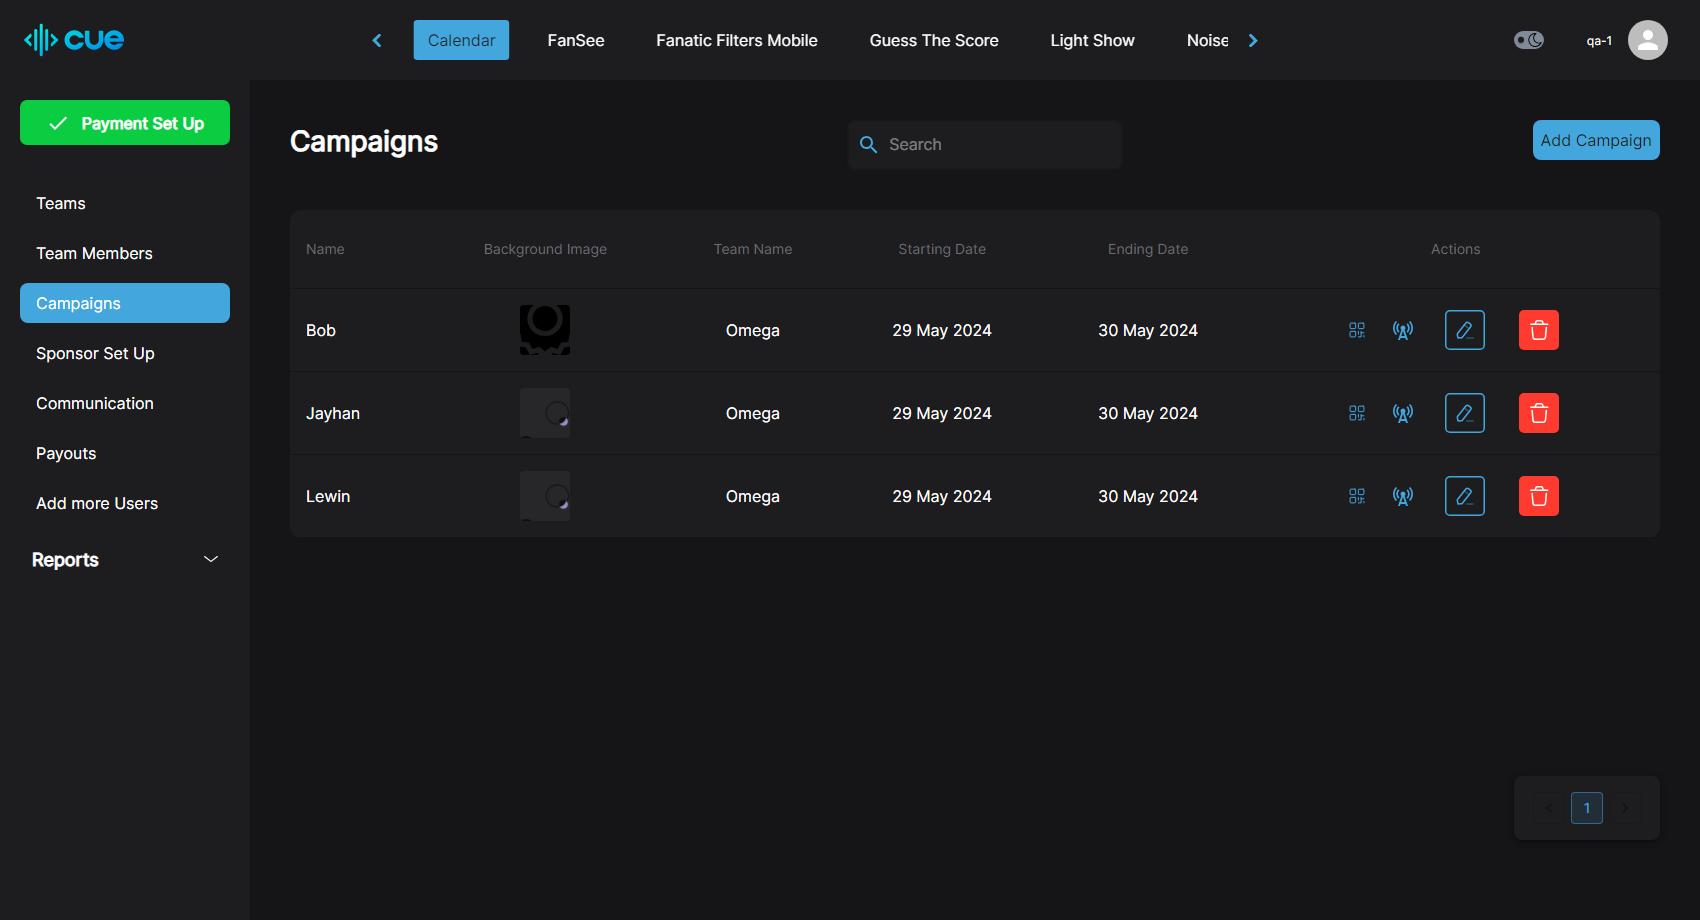 cue
Calendar
FanSee
Fanatic Filters Mobile
Guess The Score
Light Show
Noise
qa-1
Payment Set Up
Teams
Team Members
Campaigns
Sponsor Set Up
Communication
Payouts
Add more Users
Reports
Campaigns
Search
Add Campaign
Name Background Image Team Name Starting Date Ending Date Actions
Bob Omega 29 May 2024 30 May 2024
Jayhan Omega 29 May 2024 30 May 2024
Lewin Omega 29 May 2024 30 May 2024
1